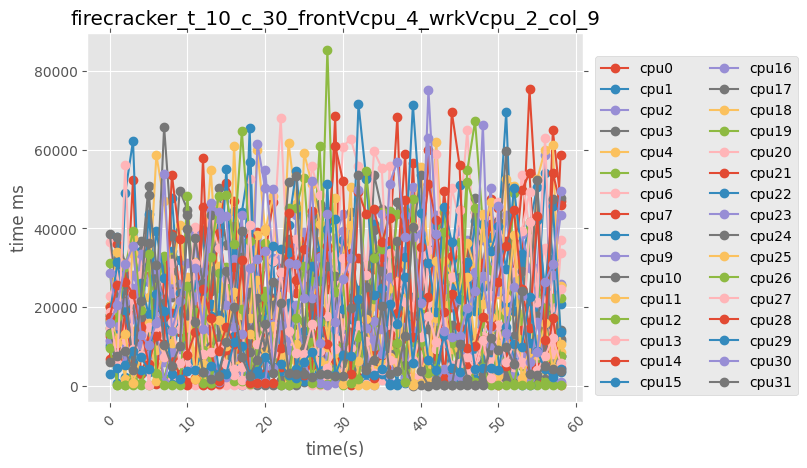 firecracker_t_10_c_30_frontVcpu_4_wrkVcpu_2_col_9
time ms
80000
60000
40000
20000
0
0
10
20
30
40
50
60
time(s)
cpu0
cpu1
cpu2
cpu3
cpu4
cpu5
cpu6
cpu7
cpu8
cpu9
cpu10
cpu11
cpu12
cpu13
cpu14
cpu15
cpu16
cpu17
cpu18
cpu19
cpu20
cpu21
cpu22
cpu23
cpu24
cpu25
cpu26
cpu27
cpu28
cpu29
cpu30
cpu31